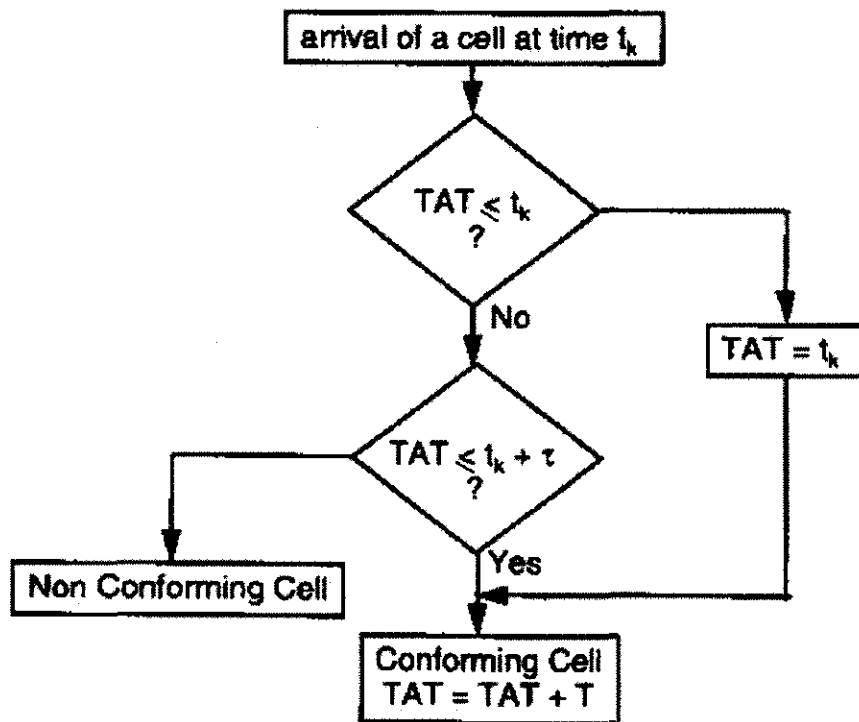 arrival of a cell at time tₖ
TAT ⩽ tₖ
?
No
TAT = tₖ
TAT ⩽ tₖ + τ
?
Yes
Non Conforming Cell
Conforming Cell
TAT = TAT + T